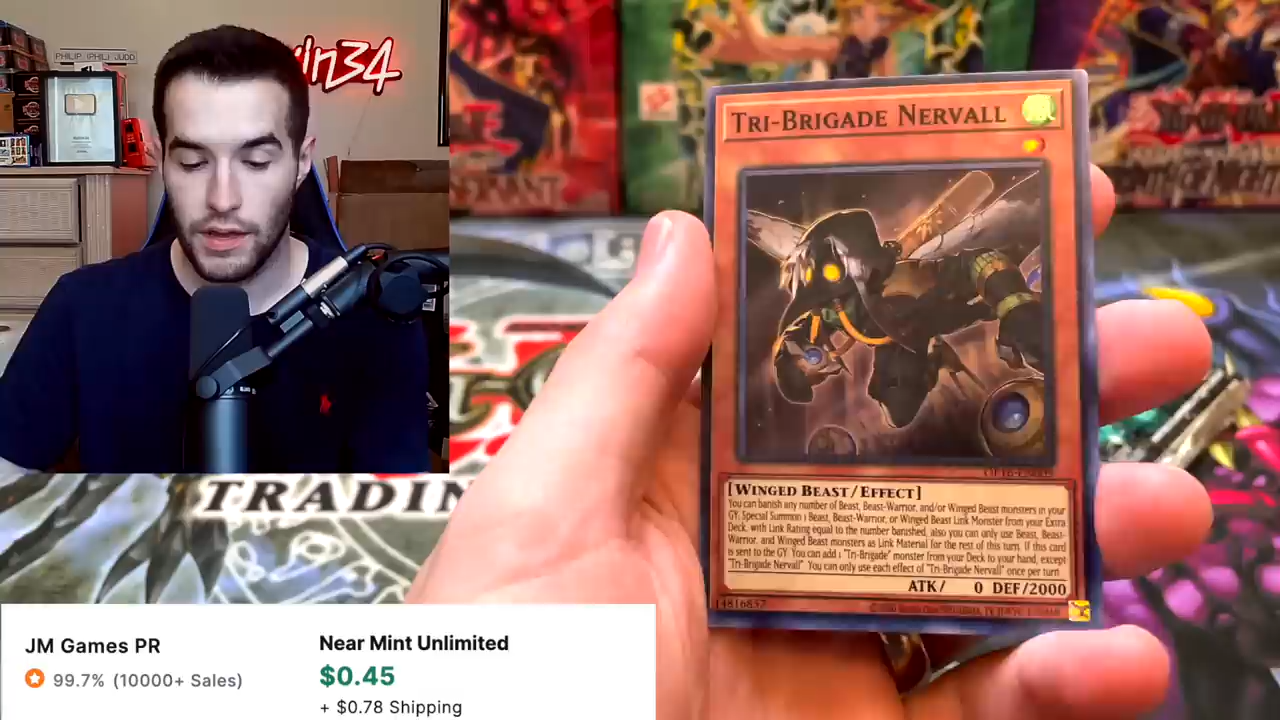 PHILIP (PHIL) JUDD
in34
TRI-BRIGADE NERVALL
[WINGED BEAST/EFFECT]
You can banish any number of Beast, Beast-Warrior, and/or Winged Beast monsters in your
GY; Special Summon 1 Beast, Beast-Warrior, or Winged Beast Link Monster from your Extra
Deck, with Link Rating equal to the number banished, also you can only use Beast, Beast-
Warrior, and Winged Beast monsters as Link Material for the rest of this turn. If this card
is sent to the GY: You can add 1 "Tri-Brigade" monster from your Deck to your hand, except
"Tri-Brigade Nervall". You can only use each effect of "Tri-Brigade Nervall" once per turn.
ATK/ 0 DEF/2000
14816857
TRADIN
JM Games PR
99.7% (10000+ Sales)
Near Mint Unlimited
$0.45
+ $0.78 Shipping